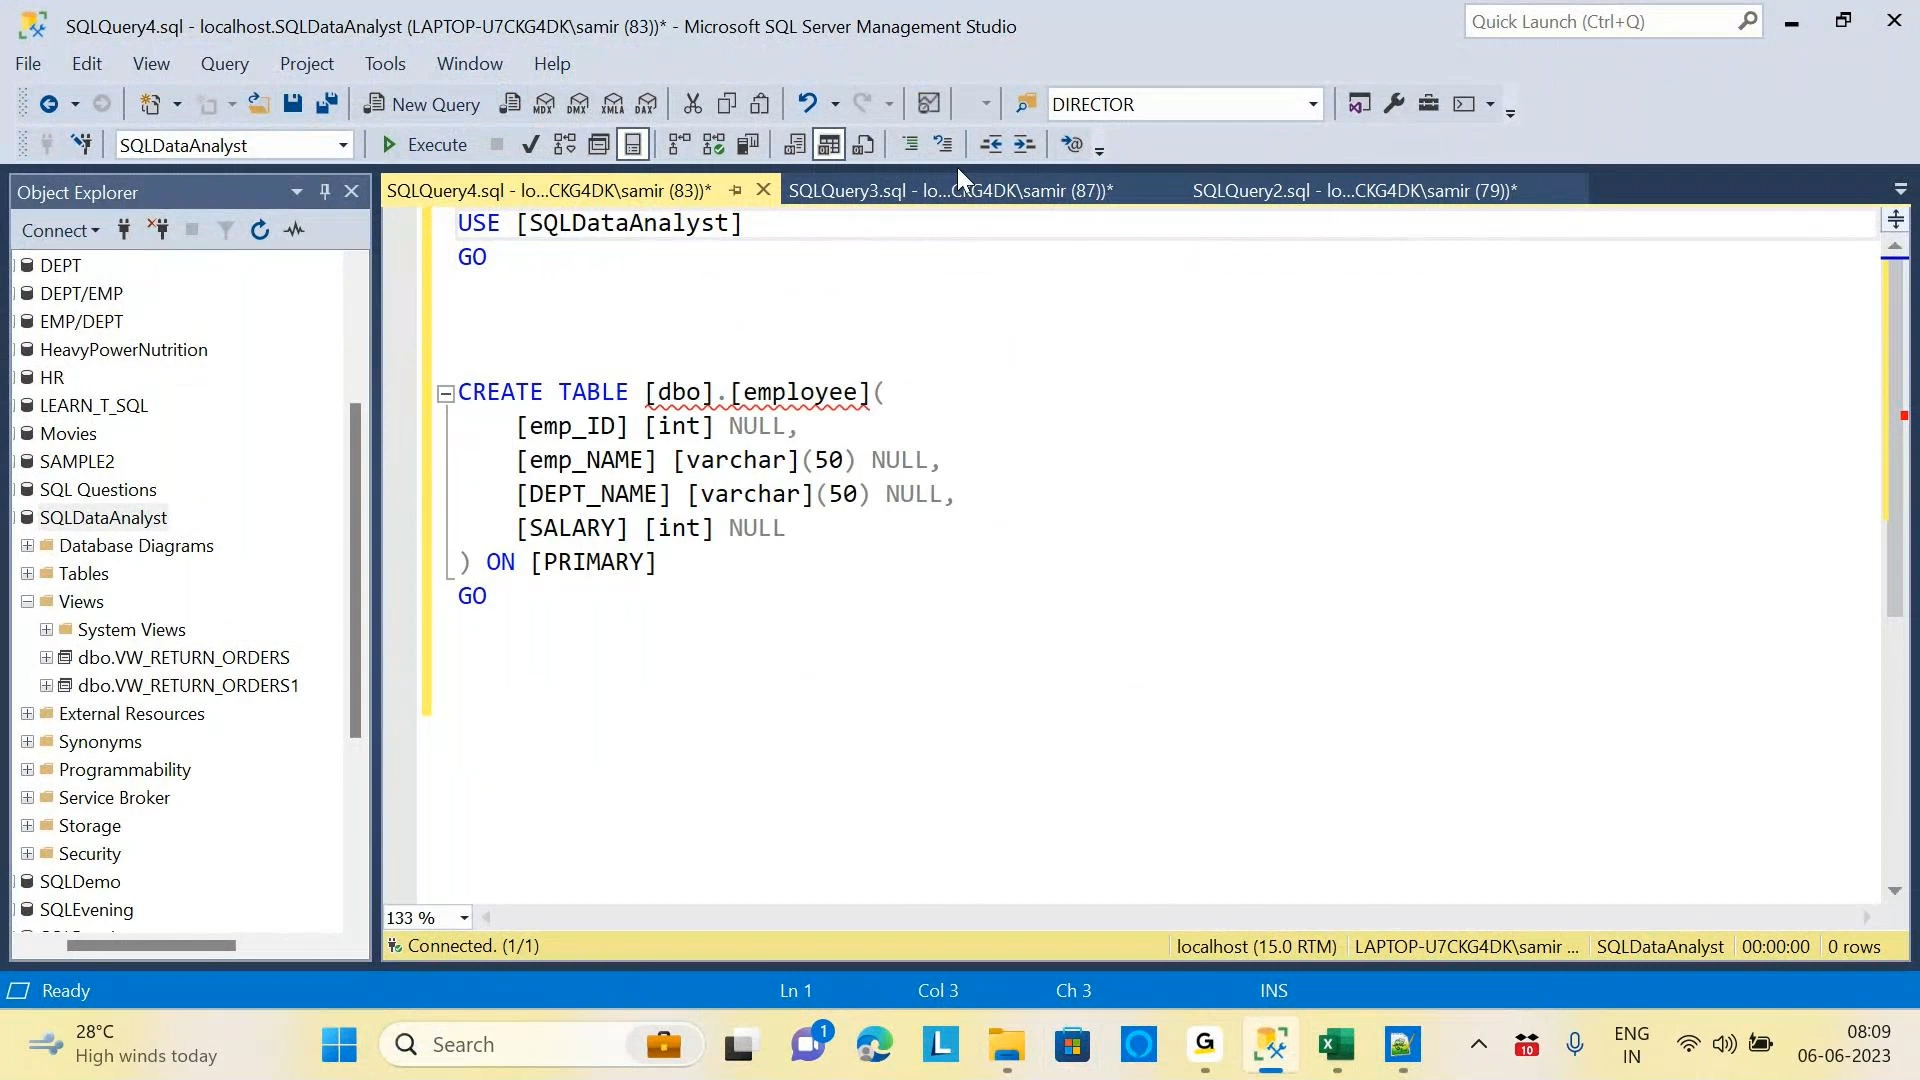 SQLQuery4.sql - localhost.SQLDataAnalyst (LAPTOP-U7CKG4DK\samir (83))* - Microsoft SQL Server Management Studio
Quick Launch (Ctrl+Q)
File Edit View Query Project Tools Window Help
New Query MDX DMX XMLA DAX DIRECTOR
SQLDataAnalyst Execute
Object Explorer
SQLQuery4.sql - lo...CKG4DK\samir (83))* SQLQuery3.sql - lo...CKG4DK\samir (87))* SQLQuery2.sql - lo...CKG4DK\samir (79))*
Connect
DEPT
DEPT/EMP
EMP/DEPT
HeavyPowerNutrition
HR
LEARN_T_SQL
Movies
SAMPLE2
SQL Questions
SQLDataAnalyst
Database Diagrams
Tables
Views
System Views
dbo.VW_RETURN_ORDERS
dbo.VW_RETURN_ORDERS1
External Resources
Synonyms
Programmability
Service Broker
Storage
Security
SQLDemo
SQLEvening
USE [SQLDataAnalyst]
GO
CREATE TABLE [dbo].[employee](
[emp_ID] [int] NULL,
[emp_NAME] [varchar](50) NULL,
[DEPT_NAME] [varchar](50) NULL,
[SALARY] [int] NULL
) ON [PRIMARY]
GO
133 %
Connected. (1/1) localhost (15.0 RTM) LAPTOP-U7CKG4DK\samir ... SQLDataAnalyst 00:00:00 0 rows
Ready Ln 1 Col 3 Ch 3 INS
28°C
High winds today
Search
1
L
G
10
ENG
IN
08:09
06-06-2023